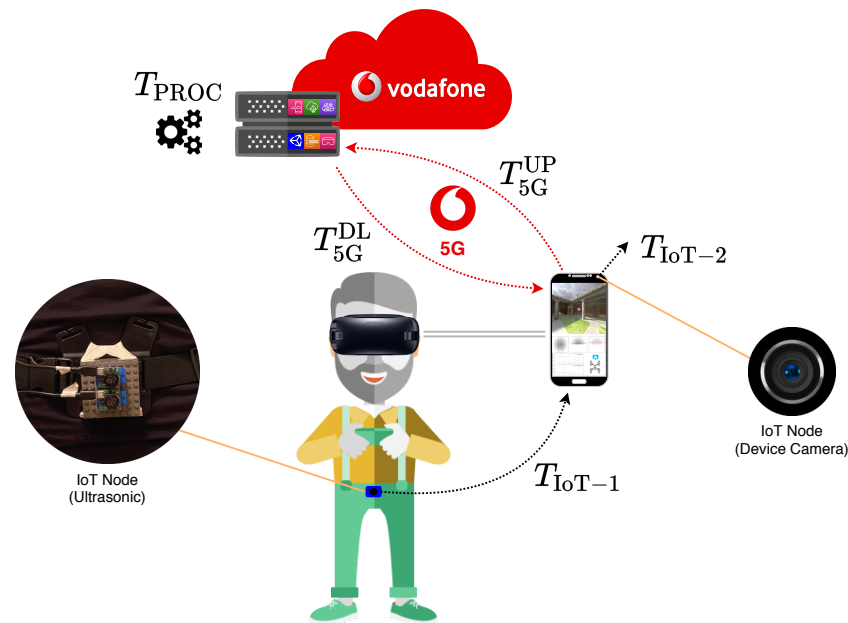 T_PROC
vodafone
T_5G^UP
T_5G^DL
5G
T_IoT−2
IoT Node
(Ultrasonic)
IoT Node
(Device Camera)
T_IoT−1